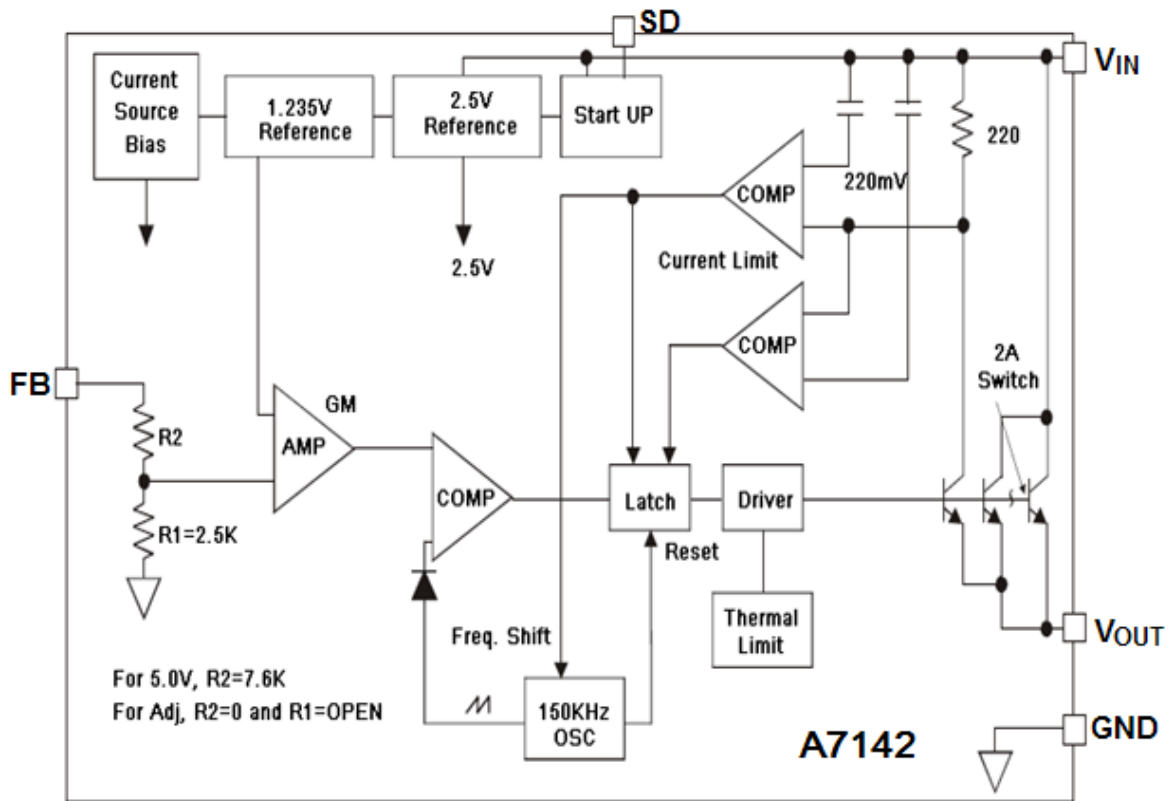 SD
V_IN
Current
Source
Bias
1.235V
Reference
2.5V
Reference
Start UP
220
220mV
COMP
Current Limit
2.5V
COMP
2A
Switch
FB
R2
GM
AMP
COMP
Latch
Driver
R1=2.5K
Reset
Thermal
Limit
Freq. Shift
V_OUT
For 5.0V, R2=7.6K
For Adj, R2=0 and R1=OPEN
150KHz
OSC
A7142
GND